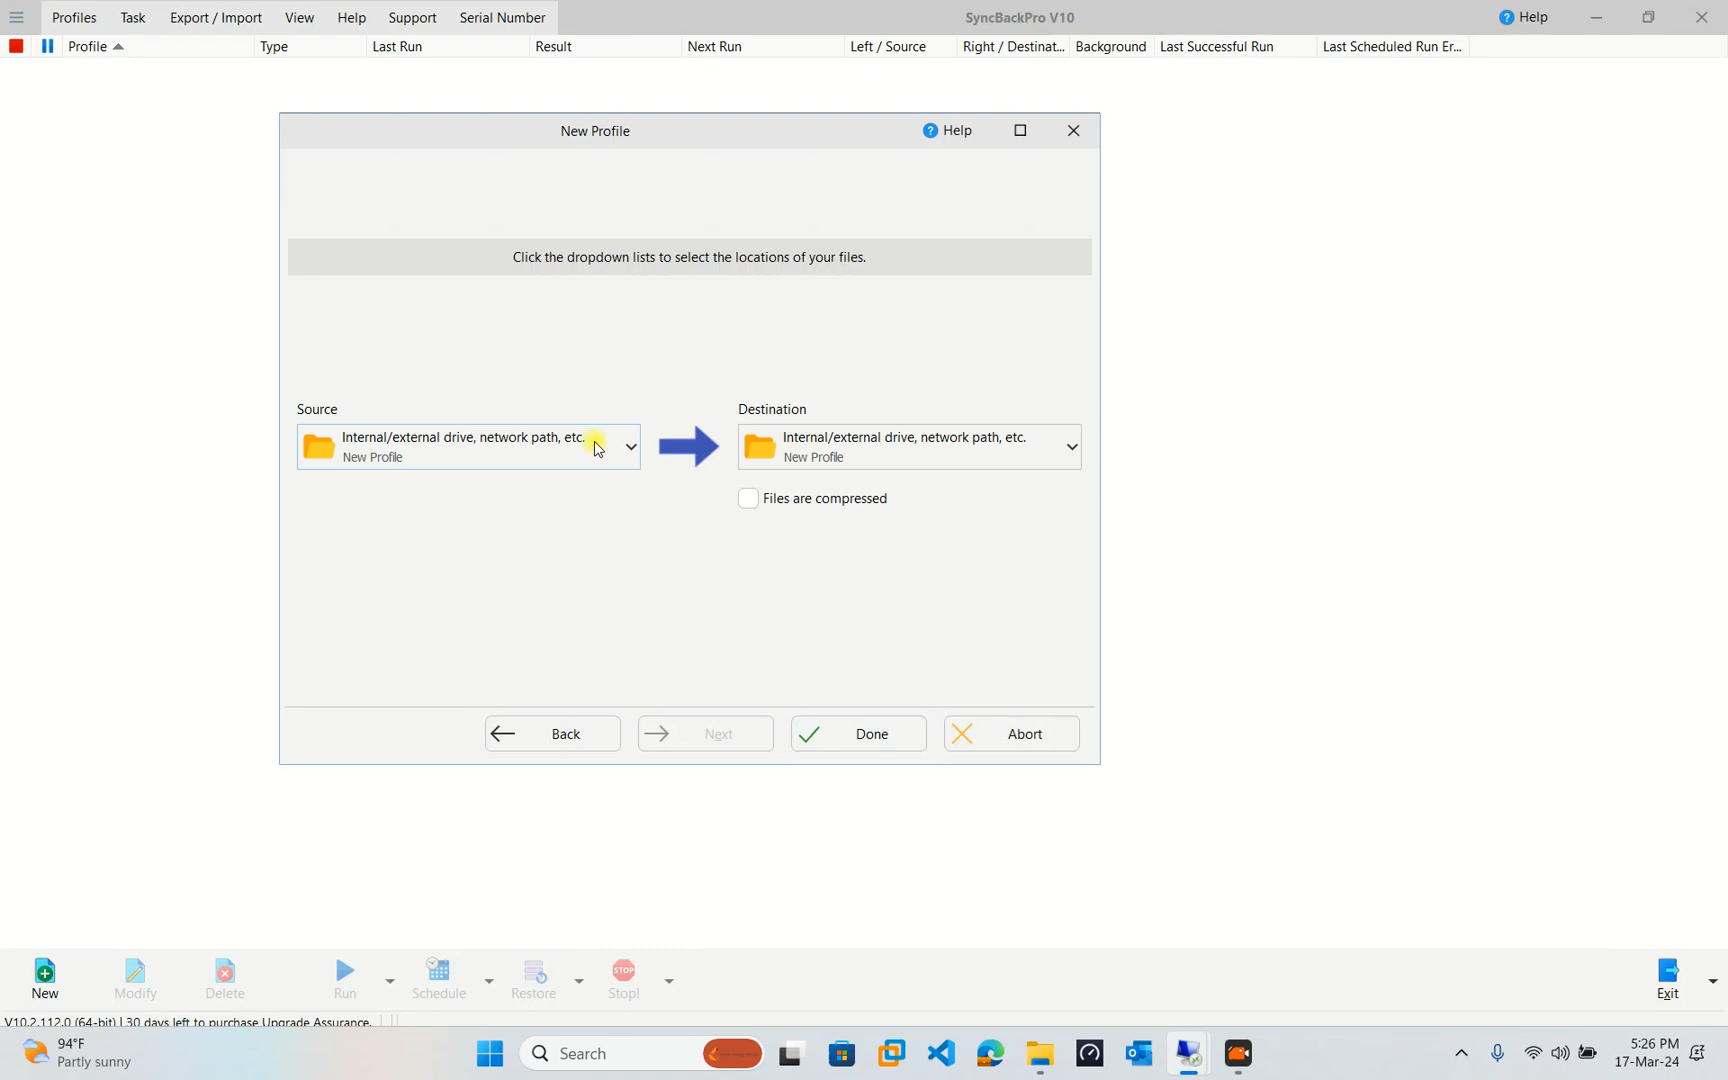 Profiles Task Export / Import View Help Support Serial Number SyncBackPro V10 Help
Profile Type Last Run Result Next Run Left / Source Right / Destinat... Background Last Successful Run Last Scheduled Run Er...
New Profile Help
Click the dropdown lists to select the locations of your files.
Source Destination
Internal/external drive, network path, etc. Internal/external drive, network path, etc.
New Profile New Profile
Files are compressed
Back Next Done Abort
STOP
New Modify Delete Run Schedule Restore Stop! Exit
V10.2.112.0 (64-bit) | 30 days left to purchase Upgrade Assurance.
94°F
Partly sunny
Search
5:26 PM
17-Mar-24